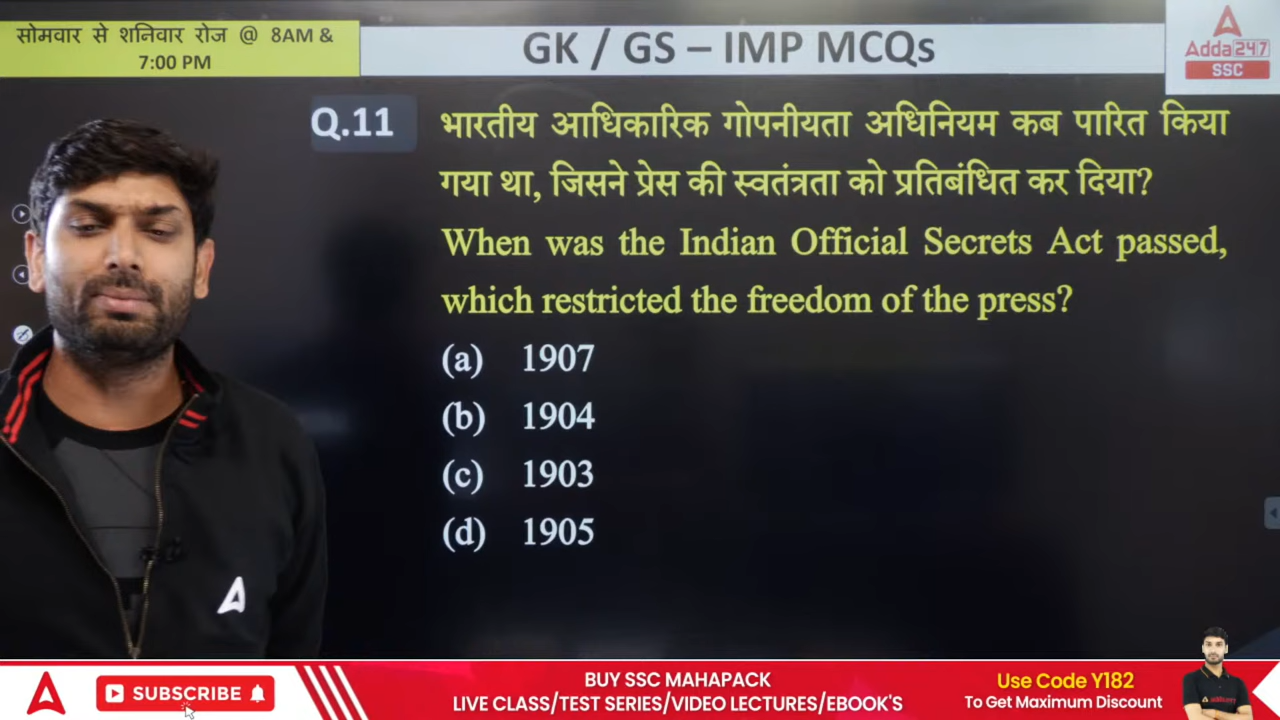 सोमवार से शनिवार रोज @ 8AM &
7:00 PM
GK / GS – IMP MCQs
Adda247
SSC
Q.11
भारतीय आधिकारिक गोपनीयता अधिनियम कब पारित किया
गया था, जिसने प्रेस की स्वतंत्रता को प्रतिबंधित कर दिया?
When was the Indian Official Secrets Act passed,
which restricted the freedom of the press?
(a) 1907
(b) 1904
(c) 1903
(d) 1905
SUBSCRIBE
BUY SSC MAHAPACK
LIVE CLASS/TEST SERIES/VIDEO LECTURES/EBOOK'S
Use Code Y182
To Get Maximum Discount